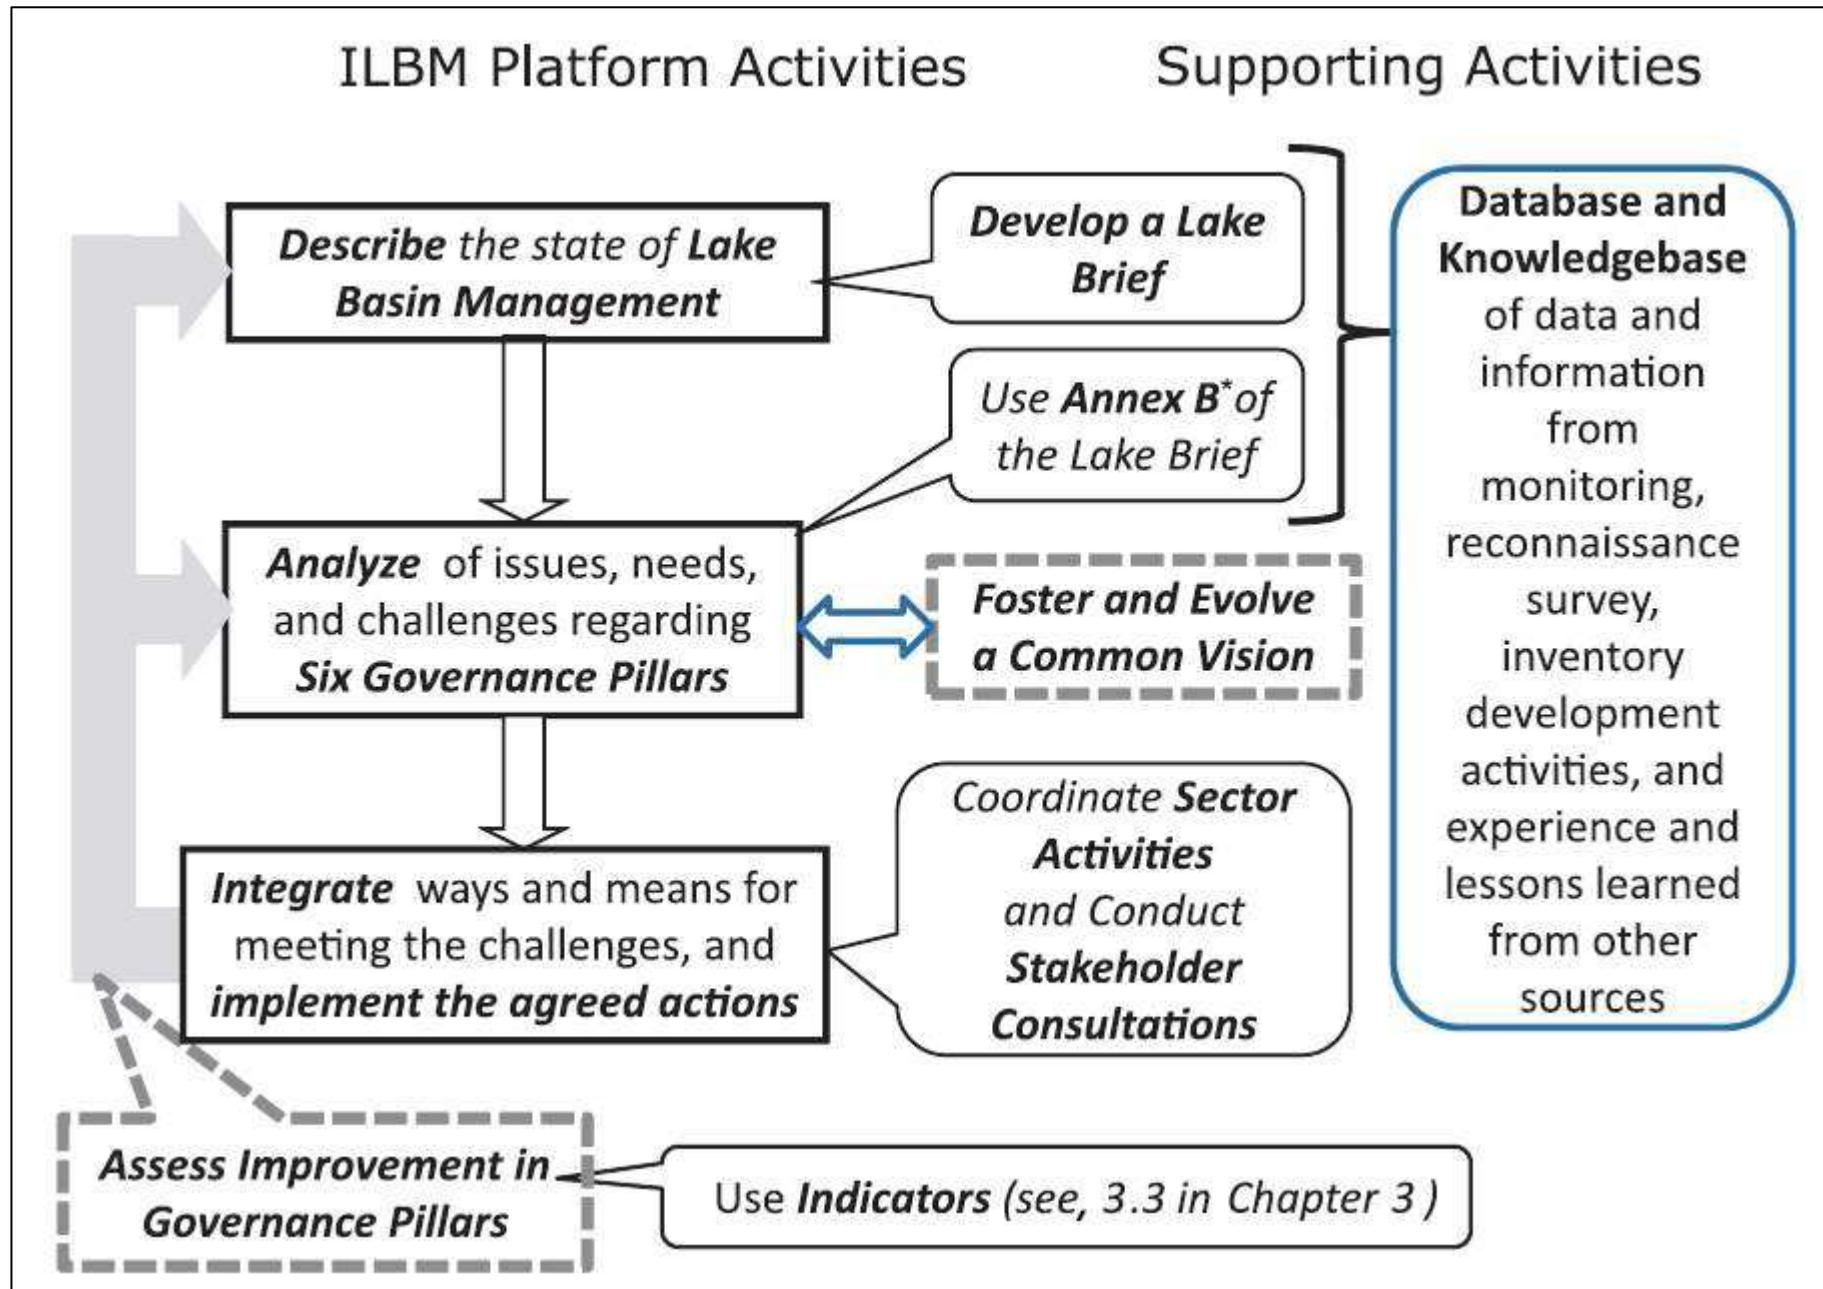 ILBM Platform Activities
Supporting Activities
Describe the state of Lake
Basin Management
Develop a Lake
Brief
Use Annex B* of
the Lake Brief
Analyze of issues, needs,
and challenges regarding
Six Governance Pillars
Foster and Evolve
a Common Vision
Integrate ways and means for
meeting the challenges, and
implement the agreed actions
Coordinate Sector
Activities
and Conduct
Stakeholder
Consultations
Database and
Knowledgebase
of data and
information
from
monitoring,
reconnaissance
survey,
inventory
development
activities, and
experience and
lessons learned
from other
sources
Assess Improvement in
Governance Pillars
Use Indicators (see, 3.3 in Chapter 3 )